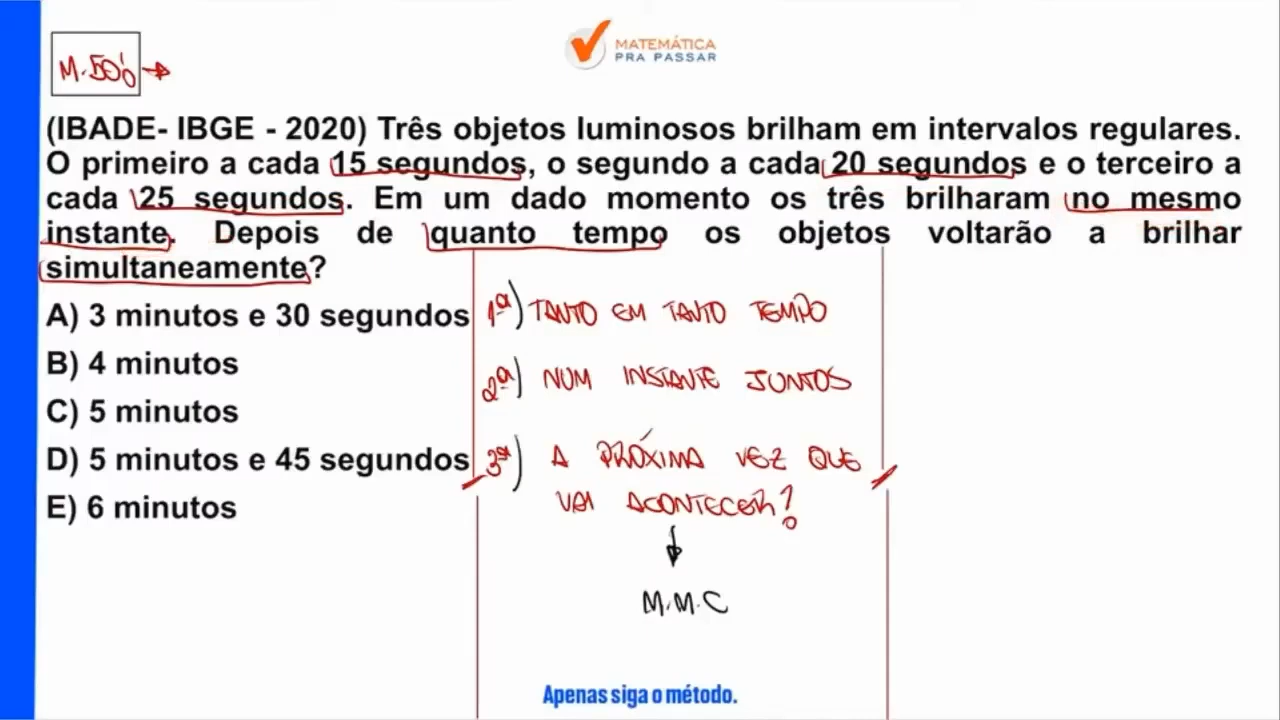 MATEMÁTICA
PRA PASSAR
(IBADE- IBGE - 2020) Três objetos luminosos brilham em intervalos regulares.
O primeiro a cada 15 segundos, o segundo a cada 20 segundos e o terceiro a
cada 25 segundos. Em um dado momento os três brilharam no mesmo
instante. Depois de quanto tempo os objetos voltarão a brilhar
simultaneamente?
A) 3 minutos e 30 segundos
B) 4 minutos
C) 5 minutos
D) 5 minutos e 45 segundos
E) 6 minutos
1ª) TANTO EM TANTO TEMPO
2ª) NUM INSTANTE JUNTOS
3ª) A PRÓXIMA VEZ QUE
VAI ACONTECER?
M.M.C
Apenas siga o método.